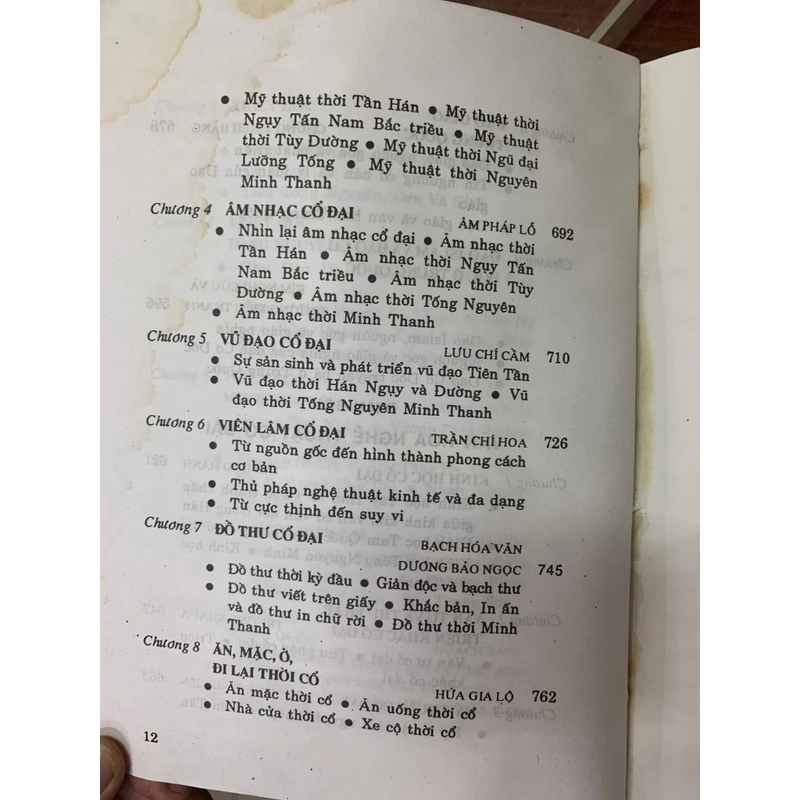 ● Mỹ thuật thời Tần Hán ● Mỹ thuật thời
Ngụy Tấn Nam Bắc triều ● Mỹ thuật
thời Tùy Đường ● Mỹ thuật thời Ngũ đại
Lưỡng Tống ● Mỹ thuật thời Nguyên
Minh Thanh
Chương 4 ÂM NHẠC CỔ ĐẠI ÂM PHÁP LỖ 692
● Nhìn lại âm nhạc cổ đại ● Âm nhạc thời
Tần Hán ● Âm nhạc thời Ngụy Tấn
Nam Bắc triều ● Âm nhạc thời Tùy
Đường ● Âm nhạc thời Tống Nguyên
● Âm nhạc thời Minh Thanh
Chương 5 VŨ ĐẠO CỔ ĐẠI LƯU CHÍ CẦM 710
● Sự sản sinh và phát triển vũ đạo Tiên Tần
● Vũ đạo thời Hán Ngụy và Đường ● Vũ
đạo thời Tống Nguyên Minh Thanh
Chương 6 VIÊN LÂM CỔ ĐẠI TRẦN CHÍ HOA 726
● Từ nguồn gốc đến hình thành phong cách
cơ bản
● Thủ pháp nghệ thuật kinh tế và đa dạng
● Từ cực thịnh đến suy vi
Chương 7 ĐỒ THƯ CỔ ĐẠI BẠCH HÓA VĂN
DƯƠNG BẢO NGỌC 745
● Đồ thư thời kỳ đầu ● Giản độc và bạch thư
● Đồ thư viết trên giấy ● Khắc bản, In ấn
và đồ thư in chữ rời ● Đồ thư thời Minh
Thanh
Chương 8 ĂN, MẶC, Ở,
ĐI LẠI THỜI CỔ HỨA GIA LỘ 762
● Ăn mặc thời cổ ● Ăn uống thời cổ
● Nhà cửa thời cổ ● Xe cộ thời cổ
12